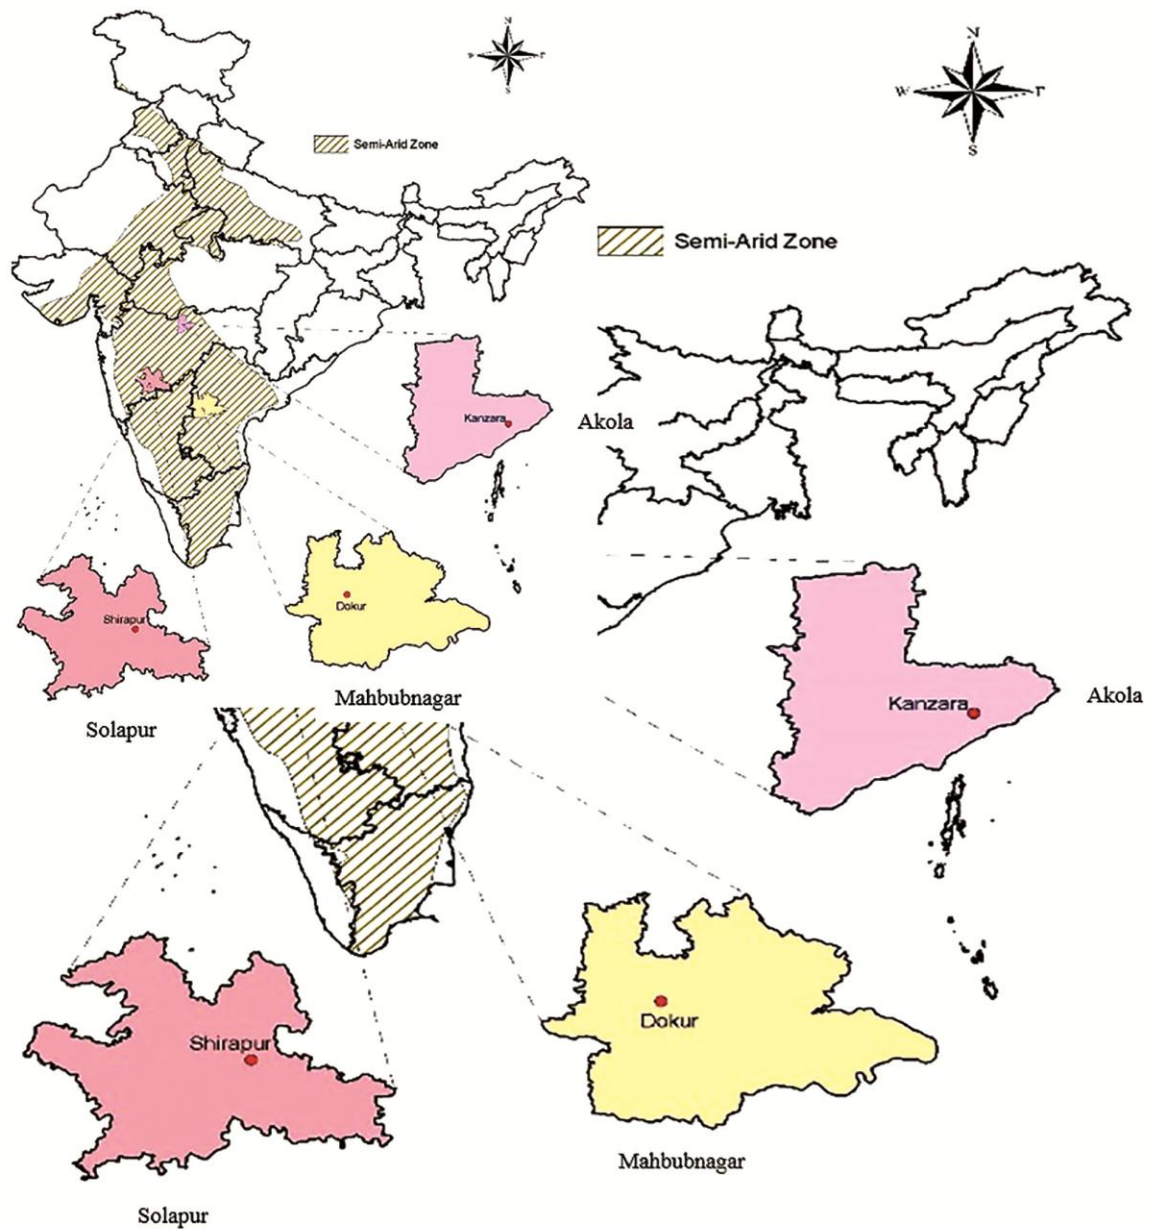 N
S
N
W
S
Semi-Arid Zone
Semi-Arid Zone
Kanzara
Akola
Shirapur
Dokur
Mahbubnagar
Solapur
Kanzara
Akola
Shirapur
Dokur
Mahbubnagar
Solapur